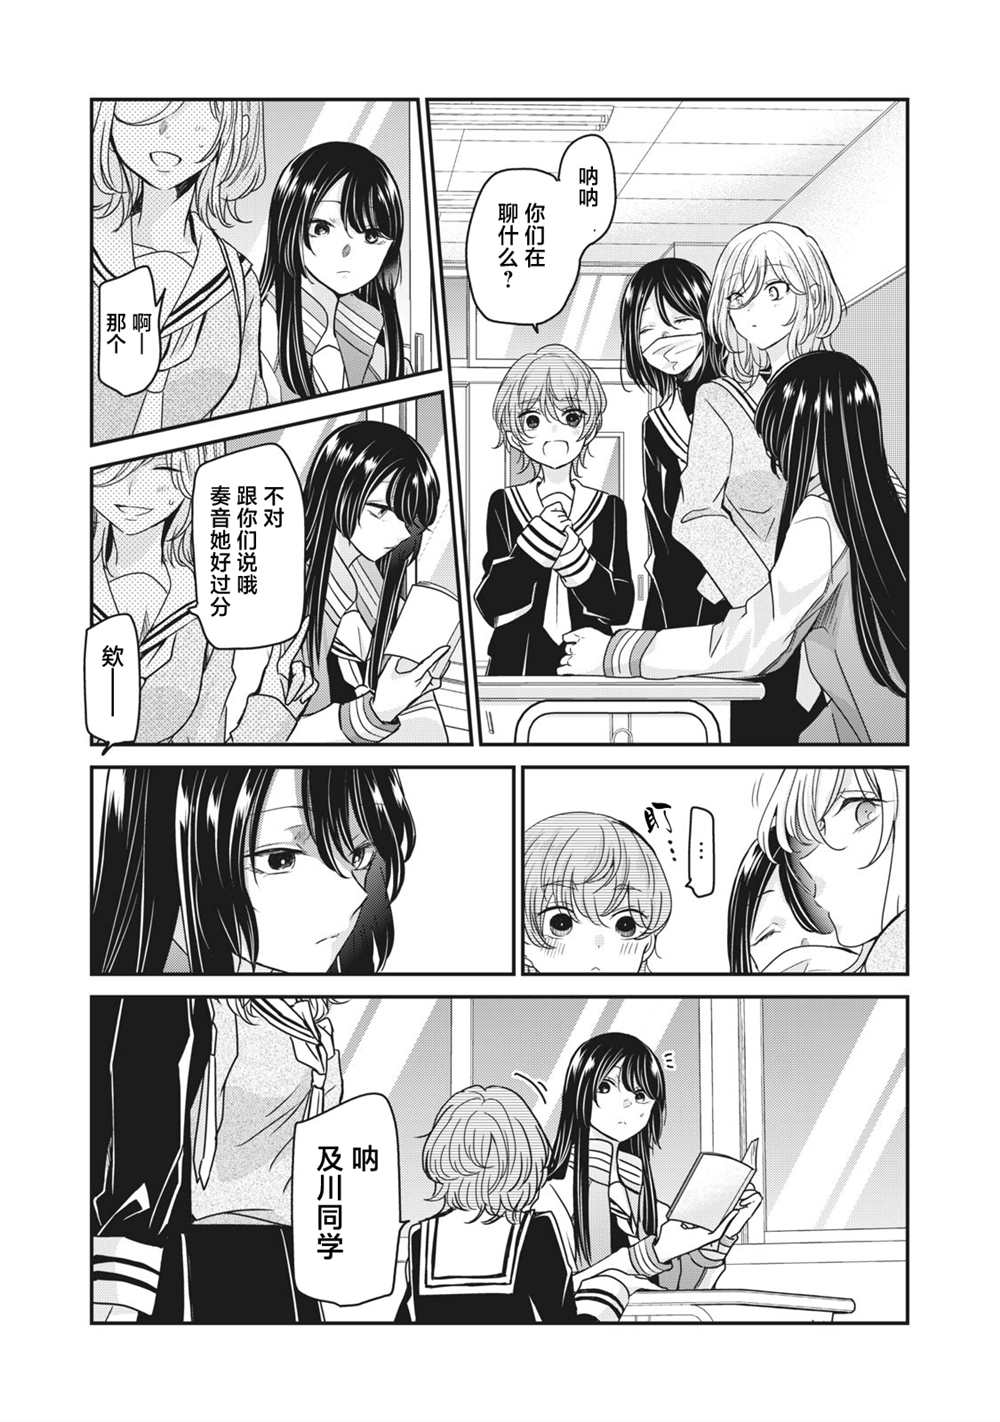 呐呐
你们在
聊什么?
啊—
那个
不对
跟你们说哦
奏音她好过分
欸——
盯……
…
呐
及川同学